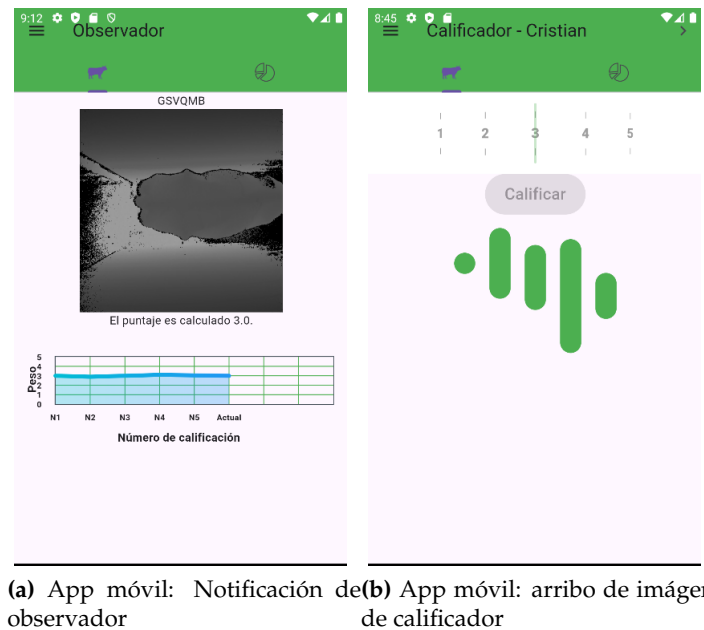 9:12
Observador
GSVQMB
El puntaje es calculado 3.0.
Peso
5
4
3
2
1
0
N1 N2 N3 N4 N5 Actual
Número de calificación
8:45
Calificador - Cristian
1 2 3 4 5
Calificar
(a) App móvil: Notificación de
observador
(b) App móvil: arribo de imáger
de calificador